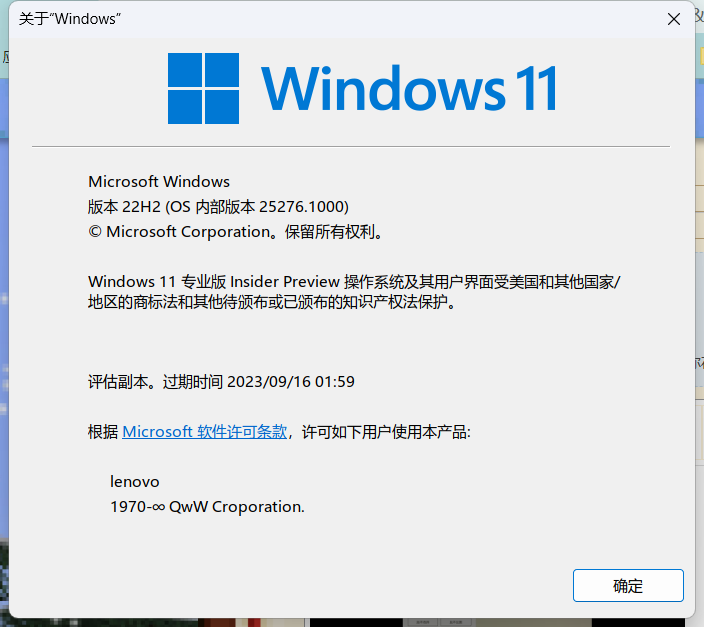 关于“Windows”
Windows 11
Microsoft Windows
版本 22H2 (OS 内部版本 25276.1000)
© Microsoft Corporation。保留所有权利。
Windows 11 专业版 Insider Preview 操作系统及其用户界面受美国和其他国家/
地区的商标法和其他待颁布或已颁布的知识产权法保护。
评估副本。过期时间 2023/09/16 01:59
根据 Microsoft 软件许可条款，许可如下用户使用本产品:
lenovo
1970-∞ QwW Croporation.
确定